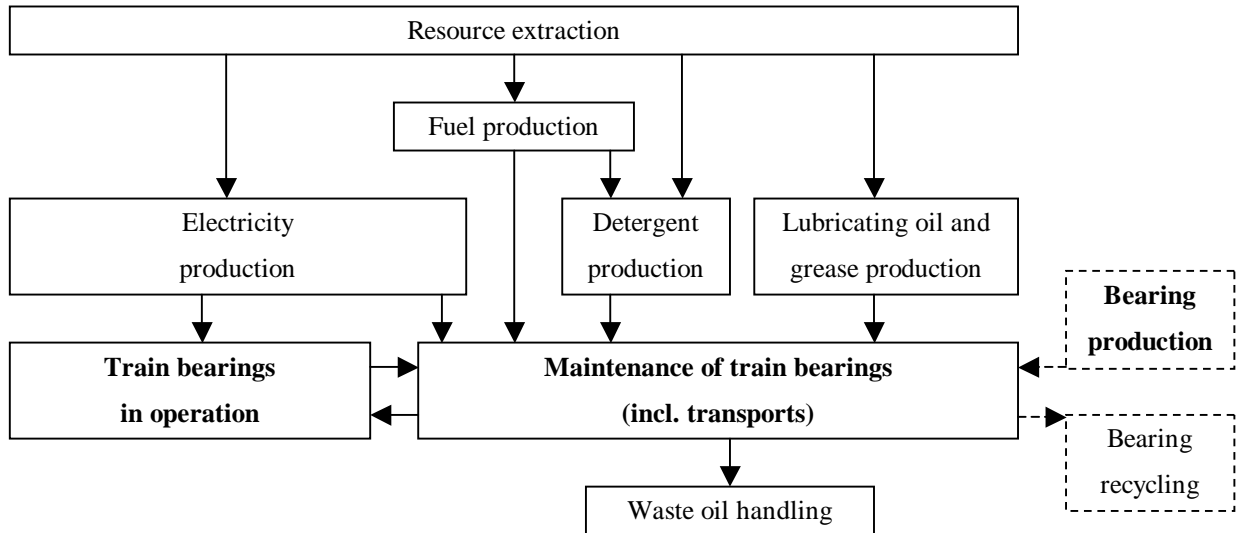 Resource extraction
Fuel production
Electricity
production
Detergent
production
Lubricating oil and
grease production
Bearing
production
Train bearings
in operation
Maintenance of train bearings
(incl. transports)
Bearing
recycling
Waste oil handling